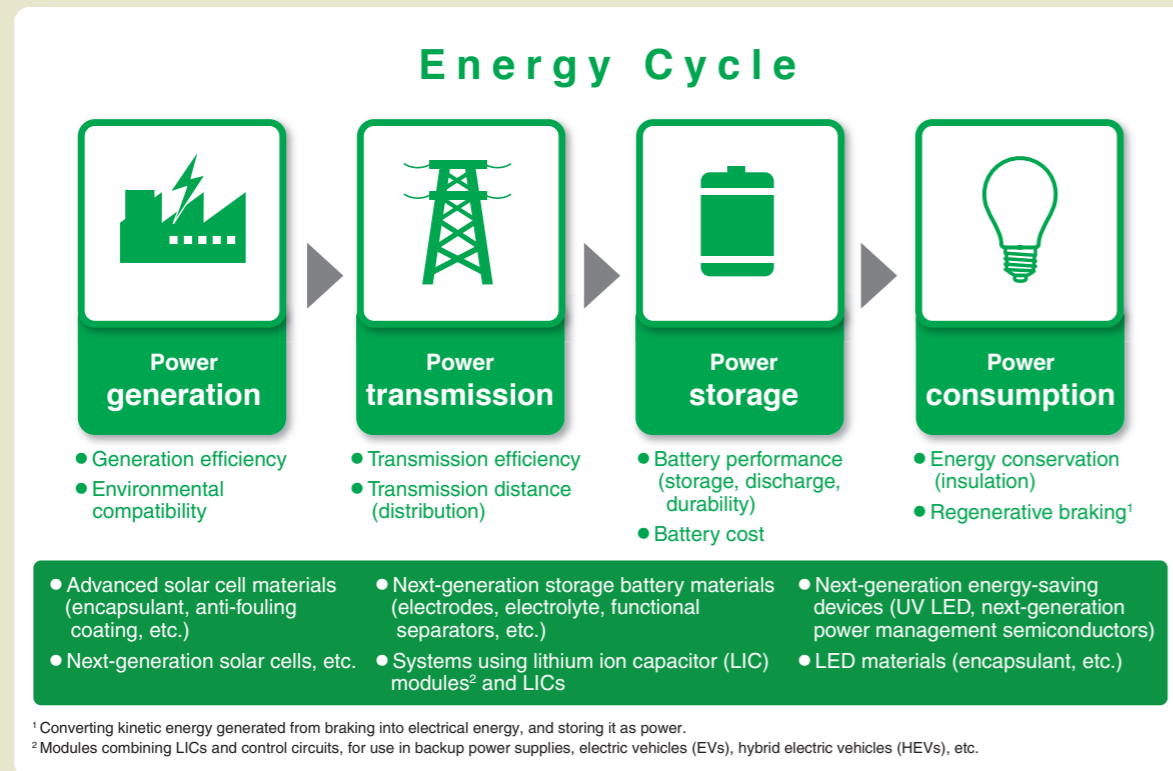 Energy Cycle
Power
generation
Power
transmission
Power
storage
Power
consumption
● Generation efficiency
● Environmental
compatibility
● Transmission efficiency
● Transmission distance
(distribution)
● Battery performance
(storage, discharge,
durability)
● Battery cost
● Energy conservation
(insulation)
● Regenerative braking¹
● Advanced solar cell materials
(encapsulant, anti-fouling
coating, etc.)
● Next-generation solar cells, etc.
● Next-generation storage battery materials
(electrodes, electrolyte, functional
separators, etc.)
● Systems using lithium ion capacitor (LIC)
modules² and LICs
● Next-generation energy-saving
devices (UV LED, next-generation
power management semiconductors)
● LED materials (encapsulant, etc.)
¹ Converting kinetic energy generated from braking into electrical energy, and storing it as power.
² Modules combining LICs and control circuits, for use in backup power supplies, electric vehicles (EVs), hybrid electric vehicles (HEVs), etc.